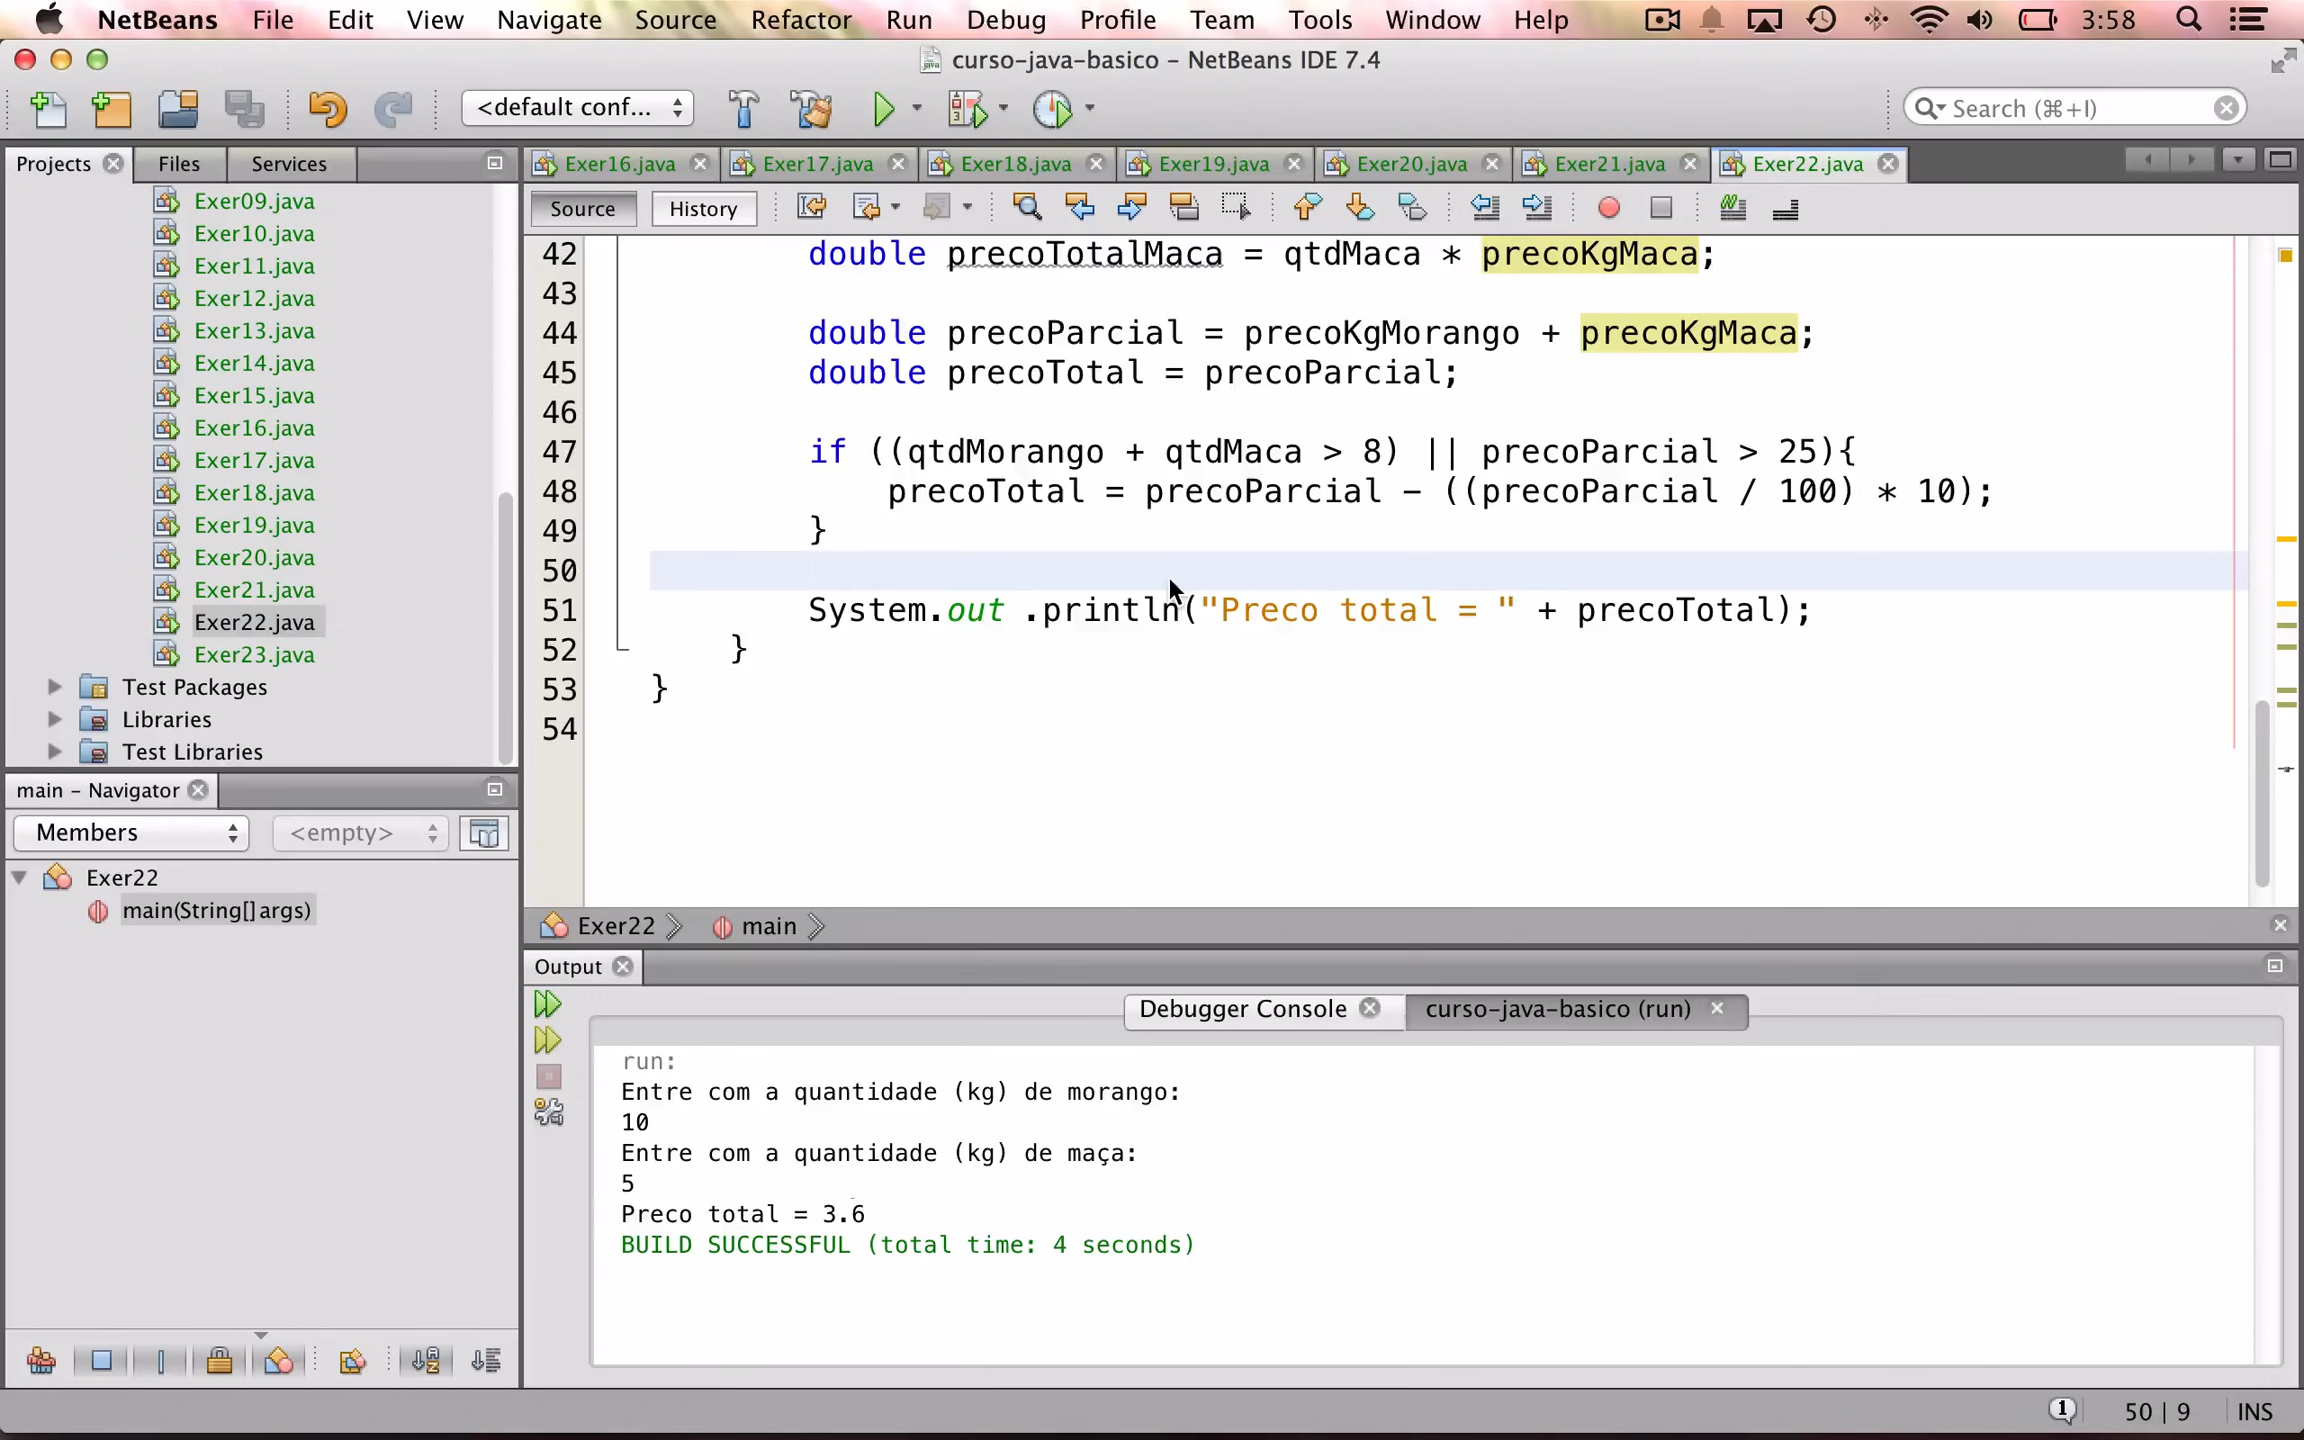 NetBeans File Edit View Navigate Source Refactor Run Debug Profile Team Tools Window Help 3:58
curso-java-basico – NetBeans IDE 7.4
<default conf... Search (⌘+I)
Projects Files Services
Exer16.java Exer17.java Exer18.java Exer19.java Exer20.java Exer21.java Exer22.java
Source History
Exer09.java
Exer10.java
Exer11.java
Exer12.java
Exer13.java
Exer14.java
Exer15.java
Exer16.java
Exer17.java
Exer18.java
Exer19.java
Exer20.java
Exer21.java
Exer22.java
Exer23.java
Test Packages
Libraries
Test Libraries
42 double precoTotalMaca = qtdMaca * precoKgMaca;
43
44 double precoParcial = precoKgMorango + precoKgMaca;
45 double precoTotal = precoParcial;
46
47 if ((qtdMorango + qtdMaca > 8) || precoParcial > 25){
48 precoTotal = precoParcial – ((precoParcial / 100) * 10);
49 }
50
51 System.out .println("Preco total = " + precoTotal);
52 }
53 }
54
main – Navigator
Members <empty>
Exer22
main(String[] args)
Exer22 main
Output
Debugger Console curso-java-basico (run)
run:
Entre com a quantidade (kg) de morango:
10
Entre com a quantidade (kg) de maça:
5
Preco total = 3.6
BUILD SUCCESSFUL (total time: 4 seconds)
1 50 | 9 INS